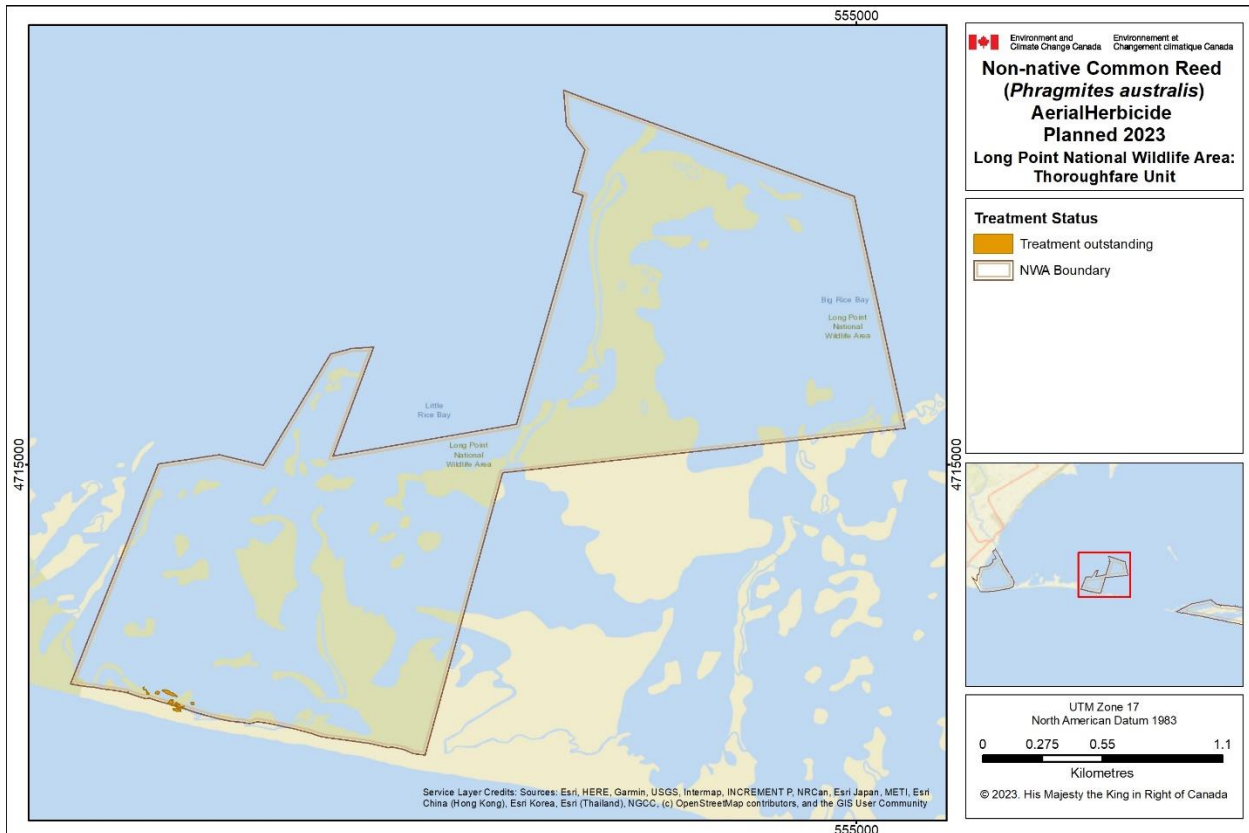 555000
4715000
4715000
555000
Big Rice Bay
Long Point
National
Wildlife Area
Little
Rice Bay
Long Point
National
Wildlife Area
Service Layer Credits: Sources: Esri, HERE, Garmin, USGS, Intermap, INCREMENT P, NRCan, Esri Japan, METI, Esri
China (Hong Kong), Esri Korea, Esri (Thailand), NGCC, (c) OpenStreetMap contributors, and the GIS User Community
Environment and Environnement et
Climate Change Canada Changement climatique Canada
Non-native Common Reed
(Phragmites australis)
AerialHerbicide
Planned 2023
Long Point National Wildlife Area:
Thoroughfare Unit
Treatment Status
Treatment outstanding
NWA Boundary
UTM Zone 17
North American Datum 1983
0 0.275 0.55 1.1
Kilometres
© 2023. His Majesty the King in Right of Canada